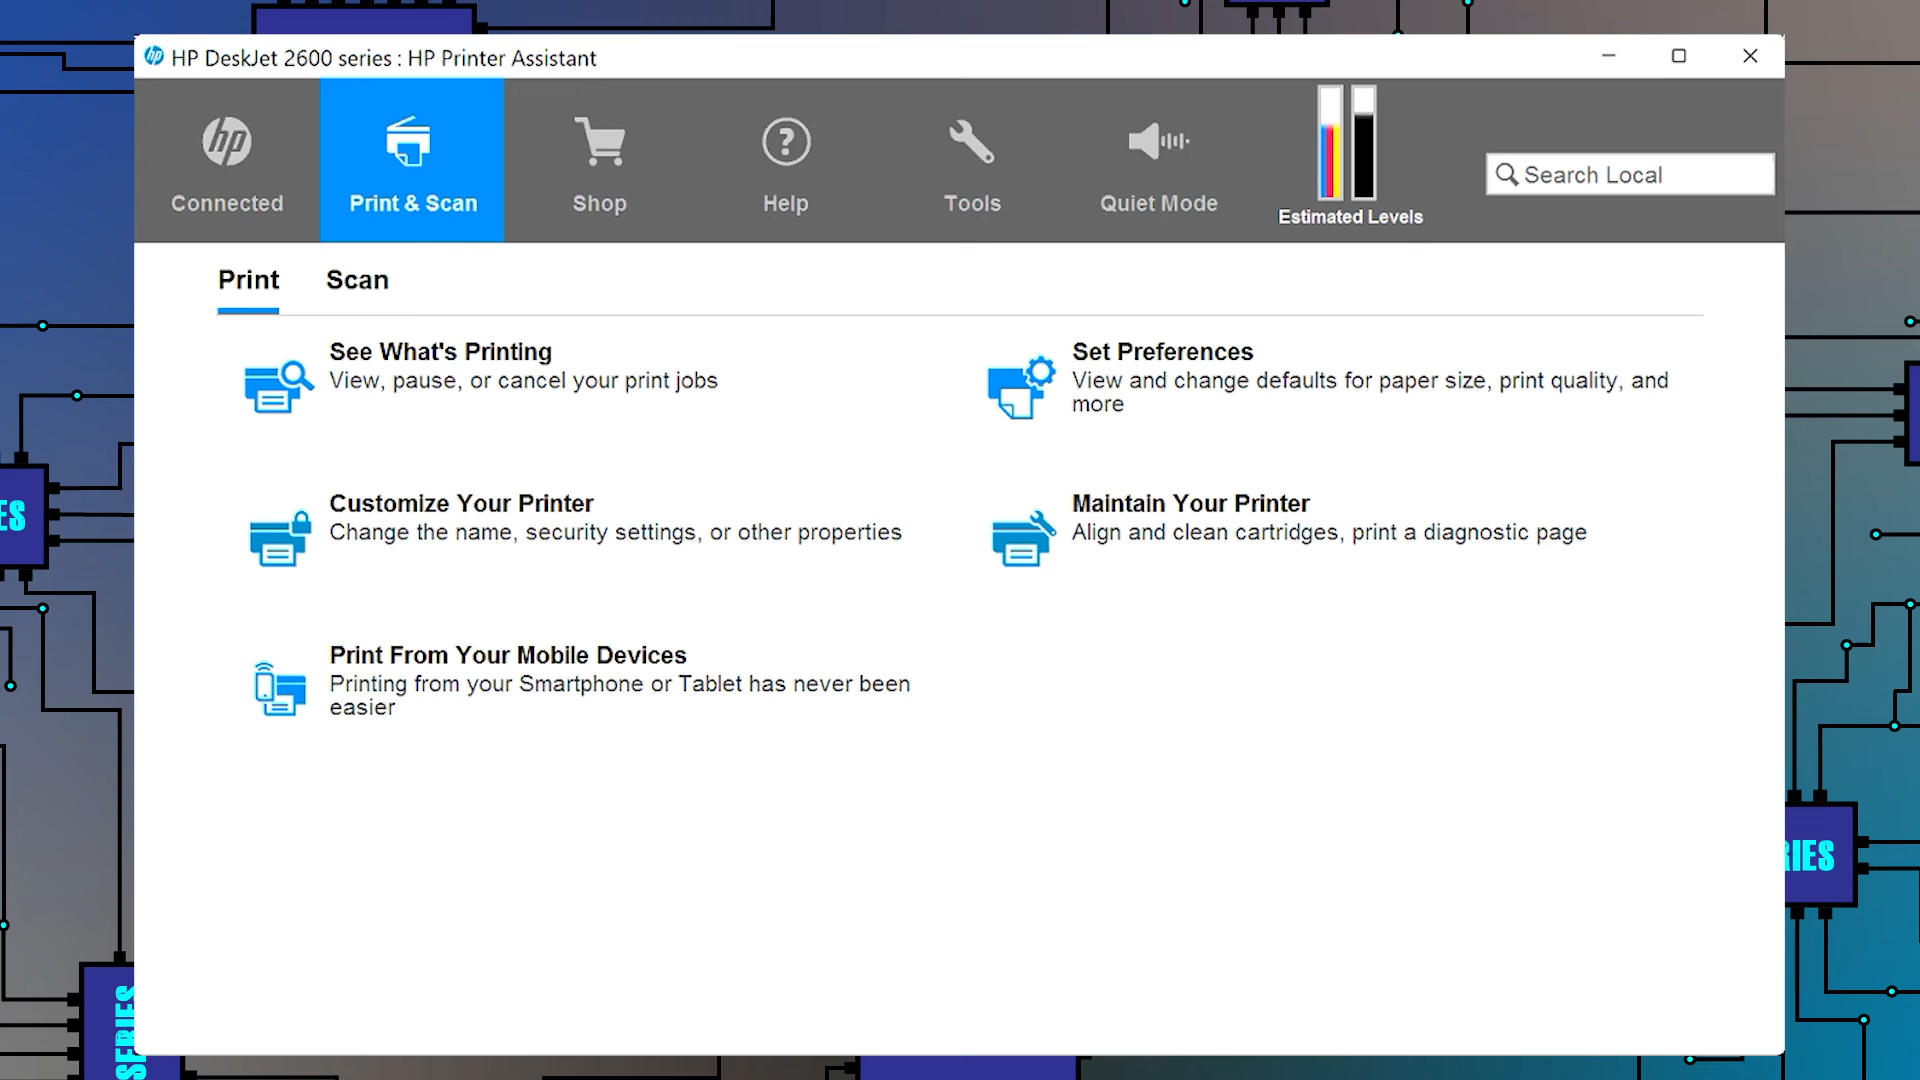 HP DeskJet 2600 series : HP Printer Assistant
hp
Connected
Print & Scan
Shop
Help
Tools
Quiet Mode
Estimated Levels
Search Local
Print
Scan
See What's Printing
View, pause, or cancel your print jobs
Set Preferences
View and change defaults for paper size, print quality, and
more
Customize Your Printer
Change the name, security settings, or other properties
Maintain Your Printer
Align and clean cartridges, print a diagnostic page
Print From Your Mobile Devices
Printing from your Smartphone or Tablet has never been
easier
ES
RIES
SERIES